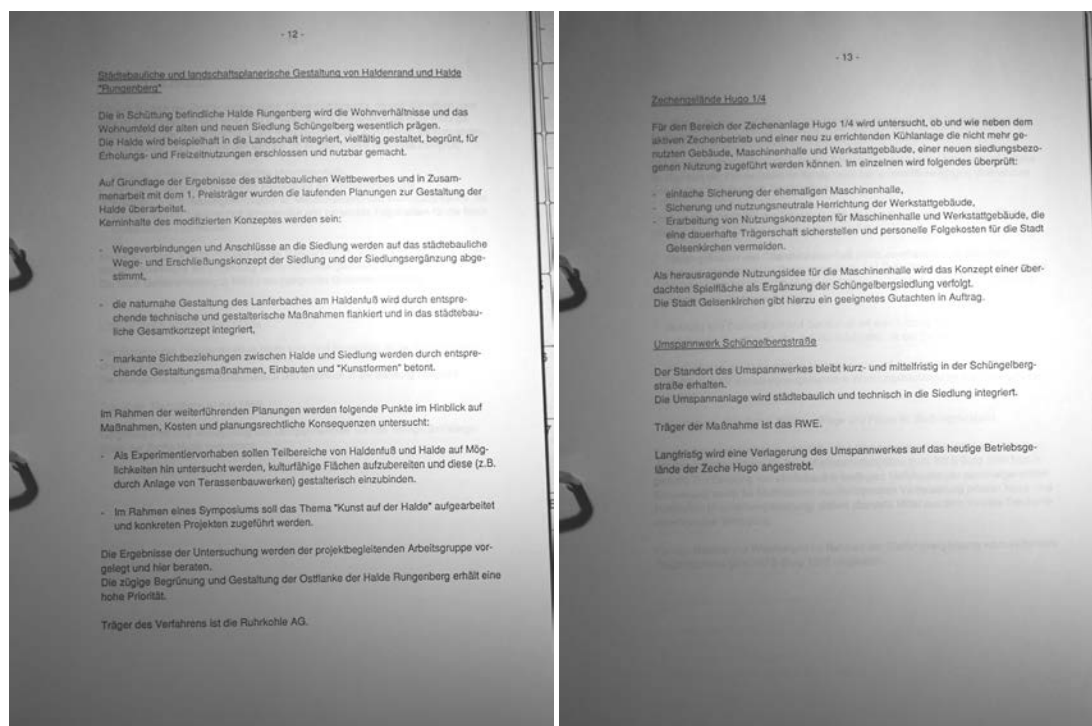 - 12 -
Städtebauliche und landschaftsplanerische Gestaltung von Haldenrand und Halde
"Rungenberg"
Die in Schüttung befindliche Halde Rungenberg wird die Wohnverhältnisse und das
Wohnumfeld der alten und neuen Siedlung Schüngelberg wesentlich prägen.
Die Halde wird beispielhaft in die Landschaft integriert, vielfältig gestaltet, begrünt, für
Erholungs- und Freizeitnutzungen erschlossen und nutzbar gemacht.
Auf Grundlage der Ergebnisse des städtebaulichen Wettbewerbes und in Zusam-
menarbeit mit dem 1. Preisträger wurden die laufenden Planungen zur Gestaltung der
Halde überarbeitet.
Kerninhalte des modifizierten Konzeptes werden sein:
- Wegeverbindungen und Anschlüsse an die Siedlung werden auf das städtebauliche
Wege- und Erschließungskonzept der Siedlung und der Siedlungsergänzung abge-
stimmt,
- die naturnahe Gestaltung des Lanferbaches am Haldenfuß wird durch entspre-
chende technische und gestalterische Maßnahmen flankiert und in das städtebau-
liche Gesamtkonzept integriert,
- markante Sichtbeziehungen zwischen Halde und Siedlung werden durch entspre-
chende Gestaltungsmaßnahmen, Einbauten und "Kunstformen" betont.
Im Rahmen der weiterführenden Planungen werden folgende Punkte im Hinblick auf
Maßnahmen, Kosten und planungsrechtliche Konsequenzen untersucht:
- Als Experimentiervorhaben sollen Teilbereiche von Haldenfuß und Halde auf Mög-
lichkeiten hin untersucht werden, kulturfähige Flächen aufzubereiten und diese (z.B.
durch Anlage von Terassenbauwerken) gestalterisch einzubinden.
- Im Rahmen eines Symposiums soll das Thema "Kunst auf der Halde" aufgearbeitet
und konkreten Projekten zugeführt werden.
Die Ergebnisse der Untersuchung werden der projektbegleitenden Arbeitsgruppe vor-
gelegt und hier beraten.
Die zügige Begrünung und Gestaltung der Ostflanke der Halde Rungenberg erhält eine
hohe Priorität.
Träger des Verfahrens ist die Ruhrkohle AG.
- 13 -
Zechengelände Hugo 1/4
Für den Bereich der Zechenanlage Hugo 1/4 wird untersucht, ob und wie neben dem
aktiven Zechenbetrieb und einer neu zu errichtenden Kühlanlage die nicht mehr ge-
nutzten Gebäude, Maschinenhalle und Werkstattgebäude, einer neuen siedlungsbezo-
genen Nutzung zugeführt werden können. Im einzelnen wird folgendes überprüft:
- einfache Sicherung der ehemaligen Maschinenhalle,
- Sicherung und nutzungsneutrale Herrichtung der Werkstattgebäude,
- Erarbeitung von Nutzungskonzepten für Maschinenhalle und Werkstattgebäude, die
eine dauerhafte Trägerschaft sicherstellen und personelle Folgekosten für die Stadt
Gelsenkirchen vermeiden.
Als herausragende Nutzungsidee für die Maschinenhalle wird das Konzept einer über-
dachten Spielfläche als Ergänzung der Schüngelbergsiedlung verfolgt.
Die Stadt Gelsenkirchen gibt hierzu ein geeignetes Gutachten in Auftrag.
Umspannwerk Schüngelbergstraße
Der Standort des Umspannwerkes bleibt kurz- und mittelfristig in der Schüngelberg-
straße erhalten.
Die Umspannanlage wird städtebaulich und technisch in die Siedlung integriert.
Träger der Maßnahme ist das RWE.
Langfristig wird eine Verlagerung des Umspannwerkes auf das heutige Betriebsge-
lände der Zeche Hugo angestrebt.